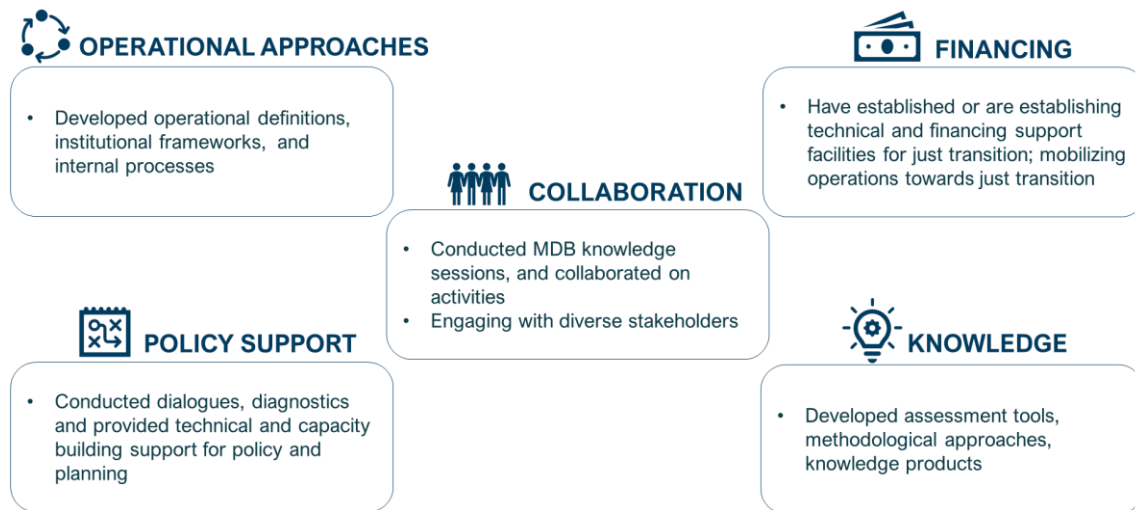 OPERATIONAL APPROACHES
• Developed operational definitions,
institutional frameworks, and
internal processes
FINANCING
• Have established or are establishing
technical and financing support
facilities for just transition; mobilizing
operations towards just transition
COLLABORATION
• Conducted MDB knowledge
sessions, and collaborated on
activities
• Engaging with diverse stakeholders
POLICY SUPPORT
• Conducted dialogues, diagnostics
and provided technical and capacity
building support for policy and
planning
KNOWLEDGE
• Developed assessment tools,
methodological approaches,
knowledge products